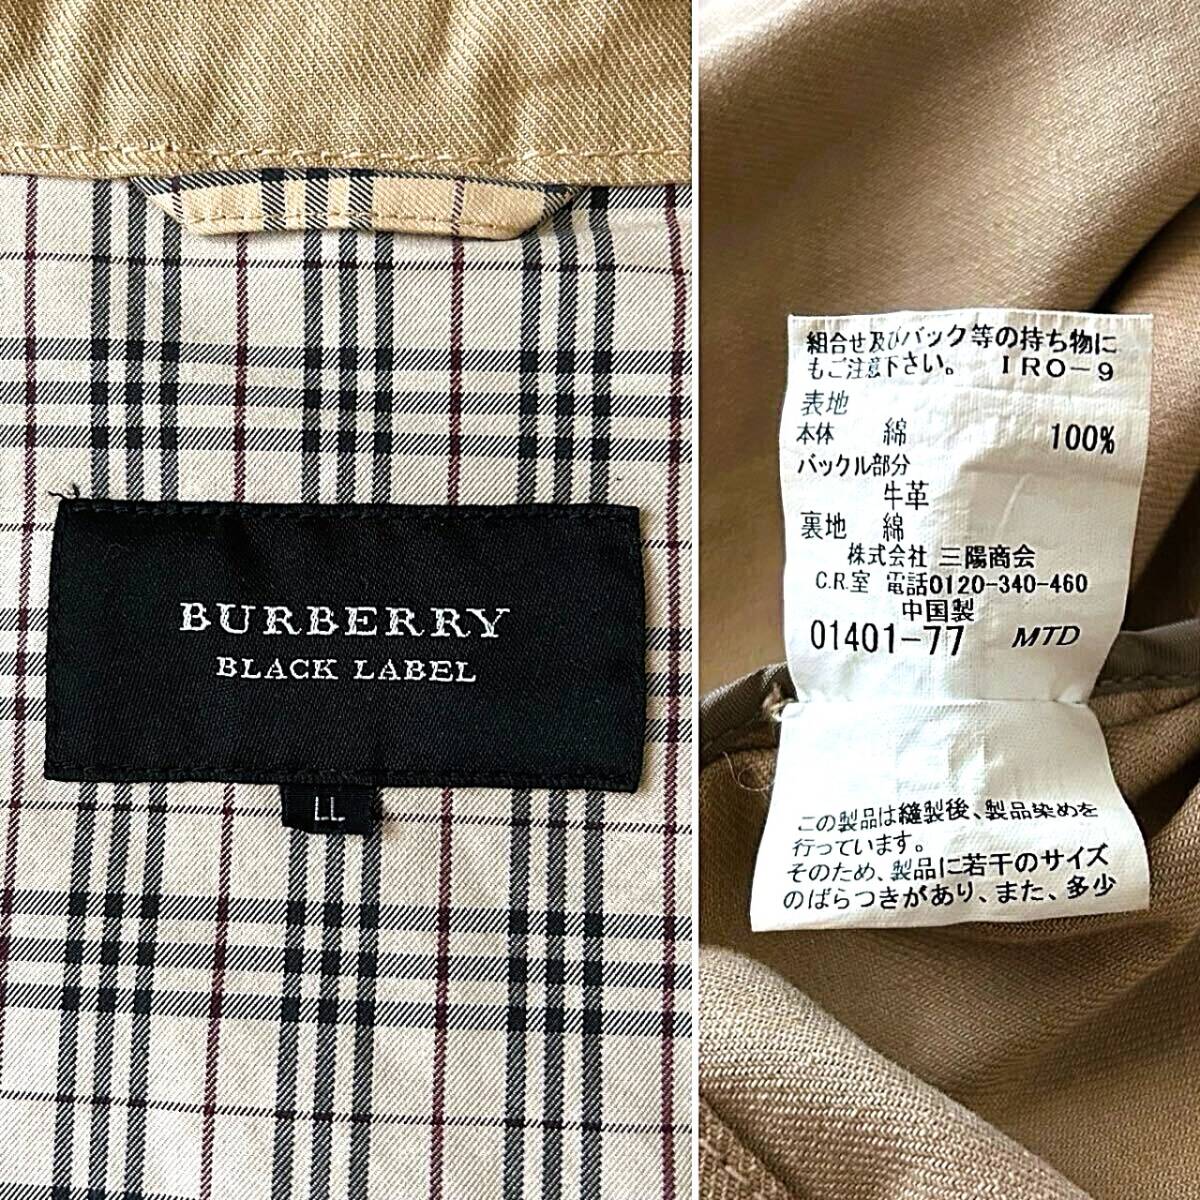 BURBERRY
BLACK LABEL
LL
組合せ及びバック等の持ち物に
もご注意下さい。 IRO-9
表地
本体 綿 100%
バックル部分
牛革
裏地 綿
株式会社 三陽商会
C.R.室 電話0120-340-460
中国製
01401-77 MTD
この製品は縫製後、製品染めを
行っています。
そのため、製品に若干のサイズ
のばらつきがあり、また、多少